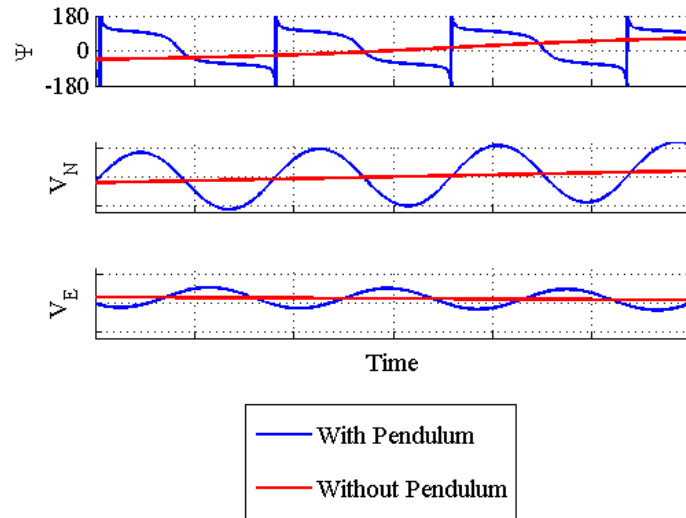 180
0
-180
Ψ
V_N
V_E
Time
With Pendulum
Without Pendulum